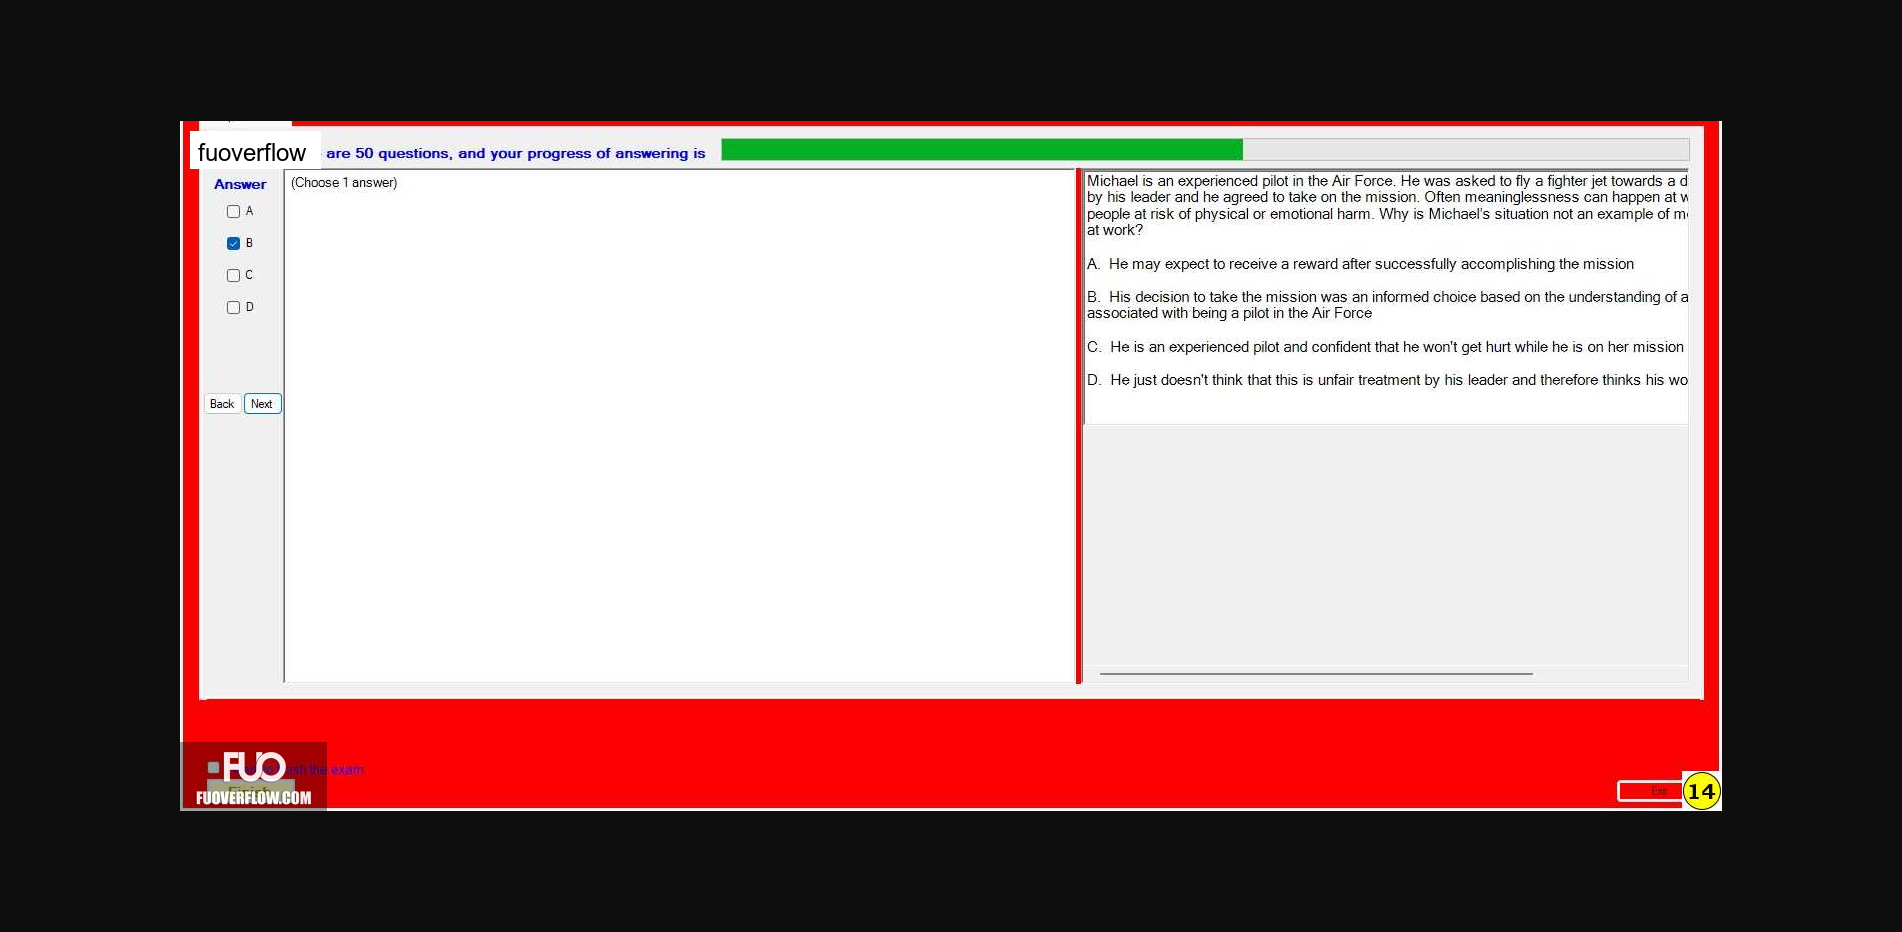 fuoverflow are 50 questions, and your progress of answering is
Answer
(Choose 1 answer)
A
B
C
D
Back Next
Michael is an experienced pilot in the Air Force. He was asked to fly a fighter jet towards a d
by his leader and he agreed to take on the mission. Often meaninglessness can happen at w
people at risk of physical or emotional harm. Why is Michael's situation not an example of m
at work?
A. He may expect to receive a reward after successfully accomplishing the mission
B. His decision to take the mission was an informed choice based on the understanding of a
associated with being a pilot in the Air Force
C. He is an experienced pilot and confident that he won't get hurt while he is on her mission
D. He just doesn't think that this is unfair treatment by his leader and therefore thinks his wo
the exam
FUO
Finish
FUOVERFLOW.COM
Exit
14